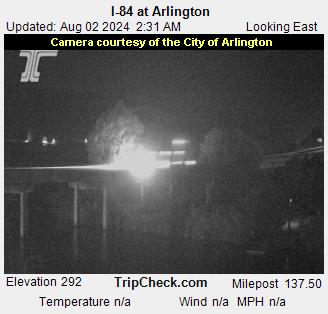 I-84 at Arlington
Updated: Aug 02 2024 2:31 AM Looking East
Camera courtesy of the City of Arlington
Elevation 292 TripCheck.com Milepost 137.50
Temperature n/a Wind n/a MPH n/a